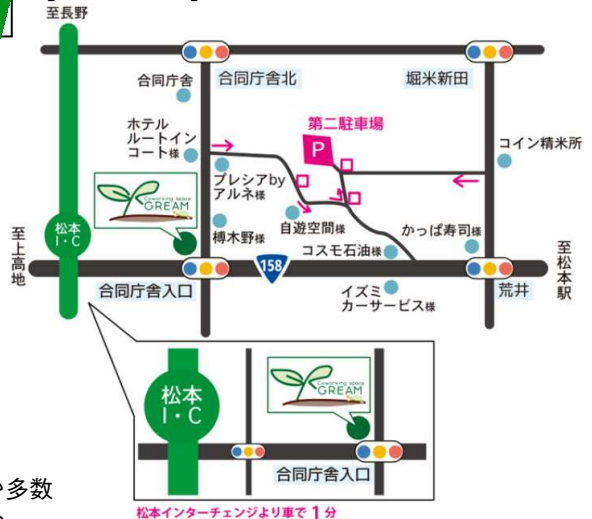 至長野
合同庁舎
合同庁舎北
堀米新田
ホテル
ルートイン
コート様
第二駐車場
P
コイン精米所
プレシアby
アルネ様
Coworking space
GREAM
榑木野様
自遊空間様
コスモ石油様
かっぱ寿司様
松本
I・C
至上高地
至松本駅
合同庁舎入口
158
荒井
イズミ
カーサービス様
松本
I・C
Coworking space
GREAM
合同庁舎入口
多数
松本インターチェンジより車で1分